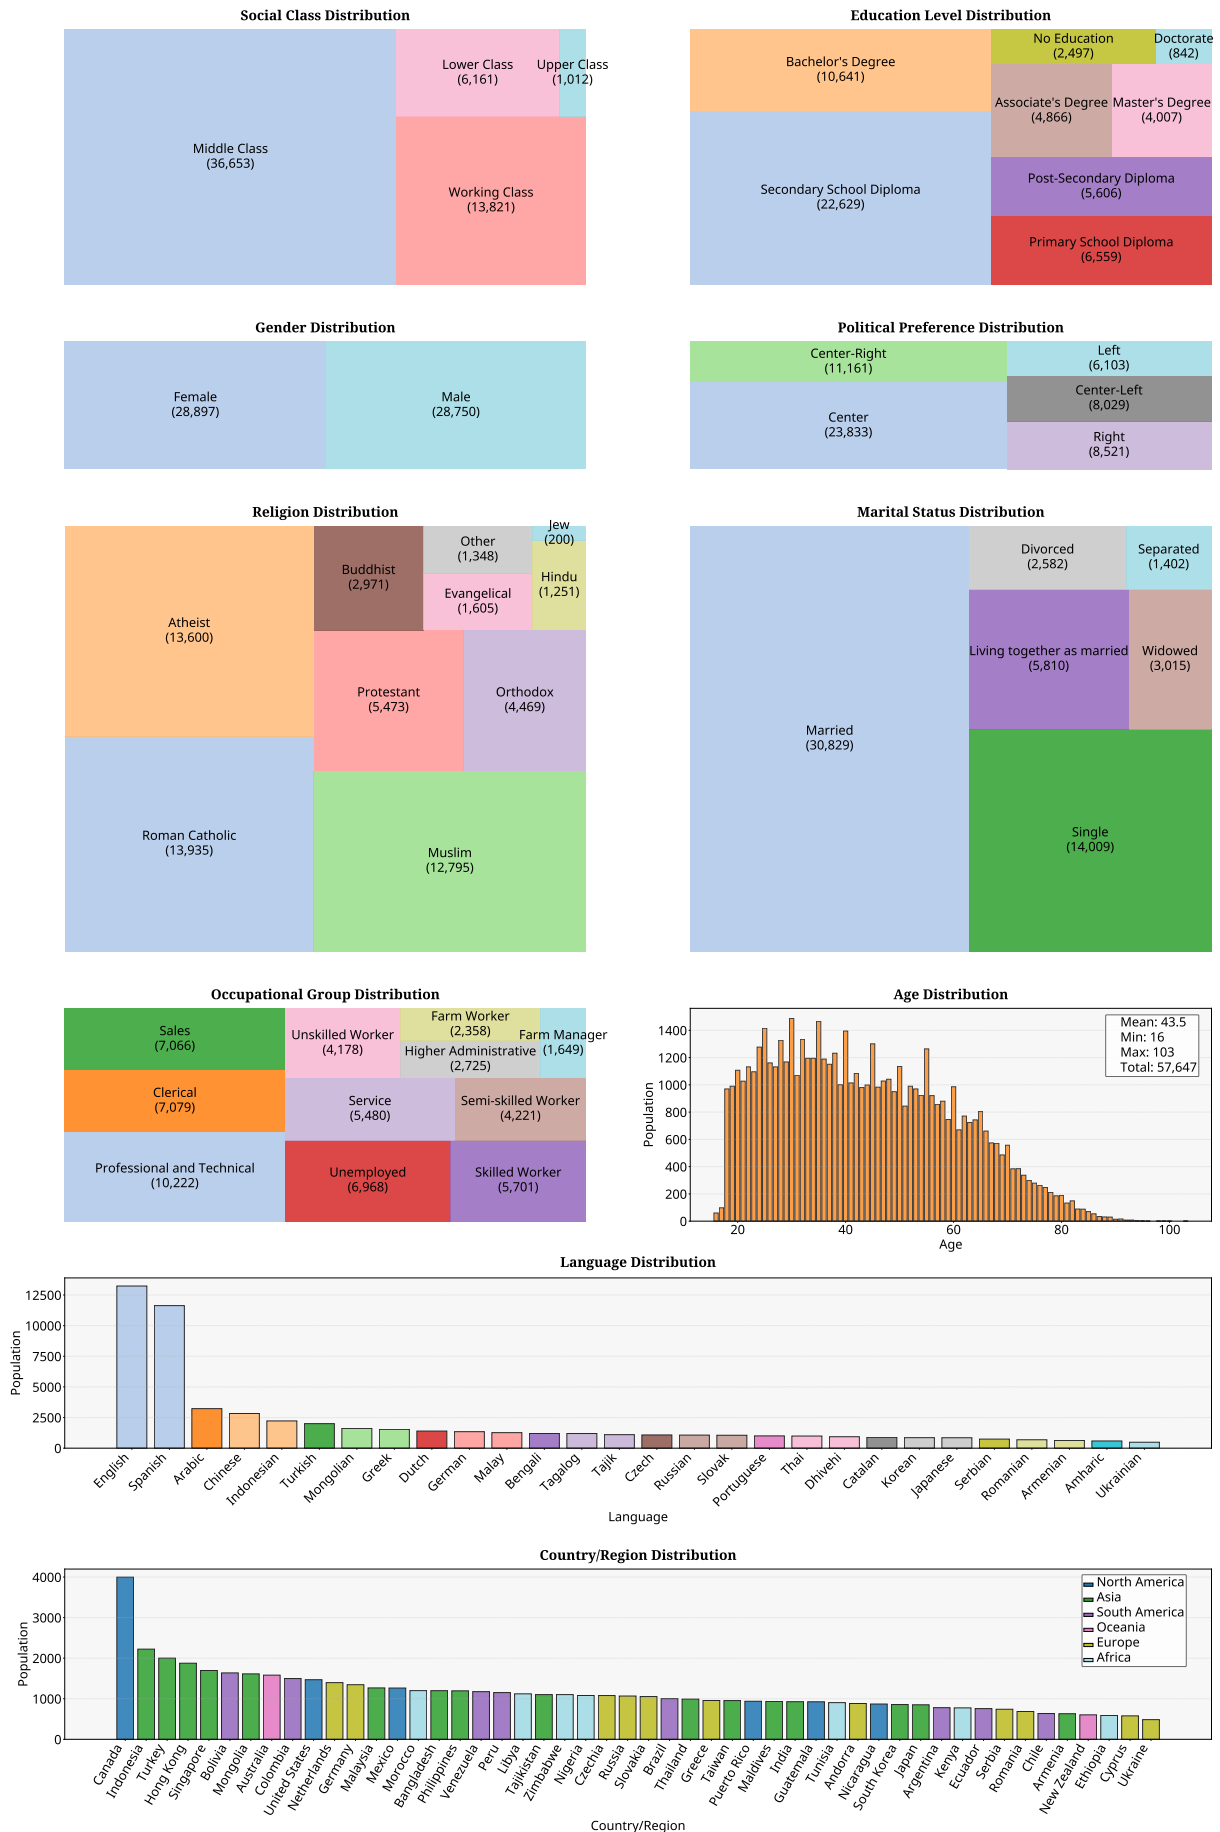 Social Class Distribution
Middle Class
(36,653)
Lower Class
(6,161)
Upper Class
(1,012)
Working Class
(13,821)
Education Level Distribution
Bachelor's Degree
(10,641)
Secondary School Diploma
(22,629)
No Education
(2,497)
Doctorate
(842)
Associate's Degree
(4,866)
Master's Degree
(4,007)
Post-Secondary Diploma
(5,606)
Primary School Diploma
(6,559)
Gender Distribution
Female
(28,897)
Male
(28,750)
Political Preference Distribution
Center-Right
(11,161)
Center
(23,833)
Left
(6,103)
Center-Left
(8,029)
Right
(8,521)
Religion Distribution
Atheist
(13,600)
Roman Catholic
(13,935)
Buddhist
(2,971)
Other
(1,348)
Evangelical
(1,605)
Jew
(200)
Hindu
(1,251)
Protestant
(5,473)
Orthodox
(4,469)
Muslim
(12,795)
Marital Status Distribution
Married
(30,829)
Divorced
(2,582)
Separated
(1,402)
Living together as married
(5,810)
Widowed
(3,015)
Single
(14,009)
Occupational Group Distribution
Sales
(7,066)
Clerical
(7,079)
Professional and Technical
(10,222)
Unskilled Worker
(4,178)
Farm Worker
(2,358)
Higher Administrative
(2,725)
Farm Manager
(1,649)
Service
(5,480)
Semi-skilled Worker
(4,221)
Unemployed
(6,968)
Skilled Worker
(5,701)
Age Distribution
Population
1400
1200
1000
800
600
400
200
0
Mean: 43.5
Min: 16
Max: 103
Total: 57,647
20
40
60
80
100
Age
Language Distribution
Population
12500
10000
7500
5000
2500
0
English
Spanish
Arabic
Chinese
Indonesian
Turkish
Mongolian
Greek
Dutch
German
Malay
Bengali
Tagalog
Tajik
Czech
Russian
Slovak
Portuguese
Thai
Dhivehi
Catalan
Korean
Japanese
Serbian
Romanian
Armenian
Amharic
Ukrainian
Language
Country/Region Distribution
Population
4000
3000
2000
1000
0
North America
Asia
South America
Oceania
Europe
Africa
Canada
Indonesia
Turkey
Hong Kong
Singapore
Bolivia
Mongolia
Australia
Colombia
United States
Netherlands
Germany
Malaysia
Mexico
Morocco
Bangladesh
Philippines
Venezuela
Peru
Libya
Tajikistan
Zimbabwe
Nigeria
Czechia
Russia
Slovakia
Brazil
Thailand
Greece
Taiwan
Puerto Rico
Maldives
India
Guatemala
Tunisia
Andorra
Nicaragua
South Korea
Japan
Argentina
Kenya
Ecuador
Serbia
Romania
Chile
Armenia
New Zealand
Ethiopia
Cyprus
Ukraine
Country/Region